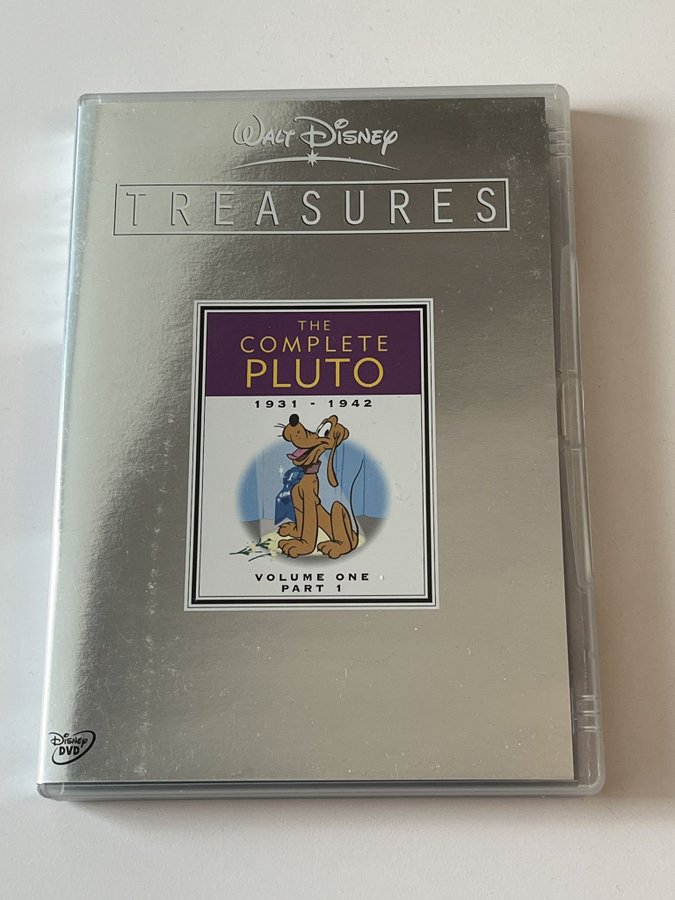 WALT DISNEY
TREASURES
THE
COMPLETE
PLUTO
1931 - 1942
VOLUME ONE
PART 1
DISNEY
DVD